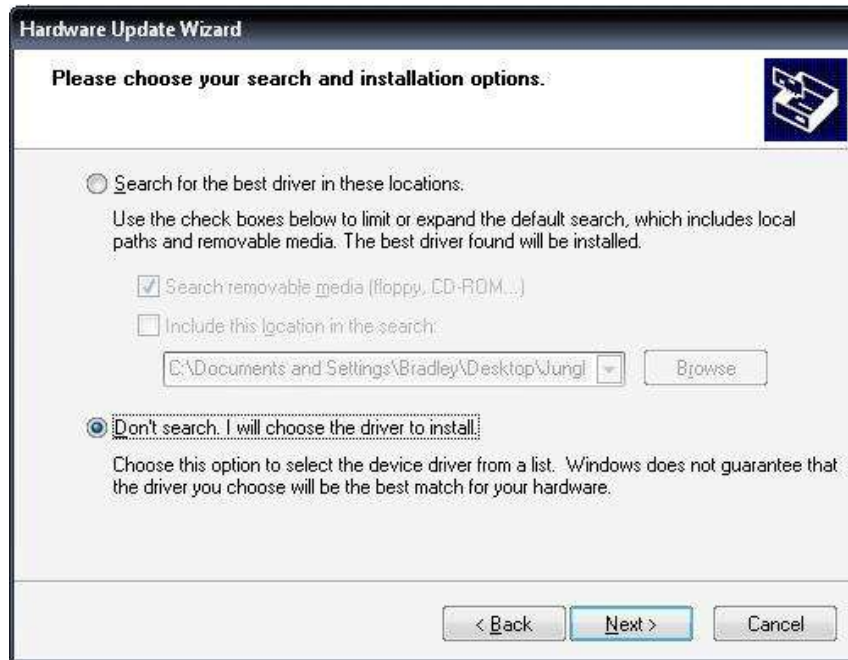 Hardware Update Wizard
Please choose your search and installation options.
Search for the best driver in these locations.
Use the check boxes below to limit or expand the default search, which includes local
paths and removable media. The best driver found will be installed.
Search removable media (floppy, CD-ROM...)
Include this location in the search:
C:\Documents and Settings\Bradley\Desktop\Jungl
Browse
Don't search. I will choose the driver to install.
Choose this option to select the device driver from a list. Windows does not guarantee that
the driver you choose will be the best match for your hardware.
< Back Next > Cancel